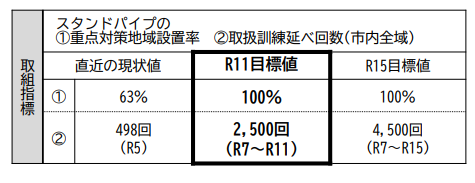 スタンドパイプの
①重点対策地域設置率　②取扱訓練延べ回数(市内全域)
取組指標
直近の現状値　R11目標値　R15目標値
①　63%　100%　100%
②　498回　2,500回　4,500回
(R5)　(R7～R11)　(R7～R15)